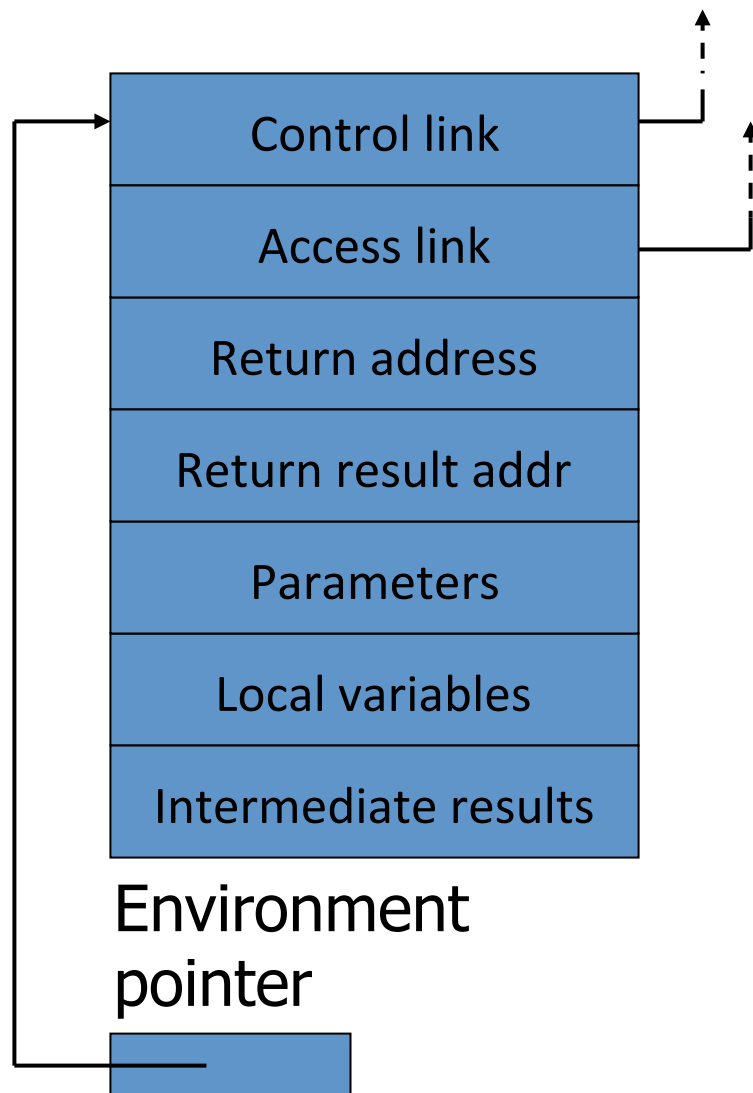 Control link
Access link
Return address
Return result addr
Parameters
Local variables
Intermediate results
Environment
pointer